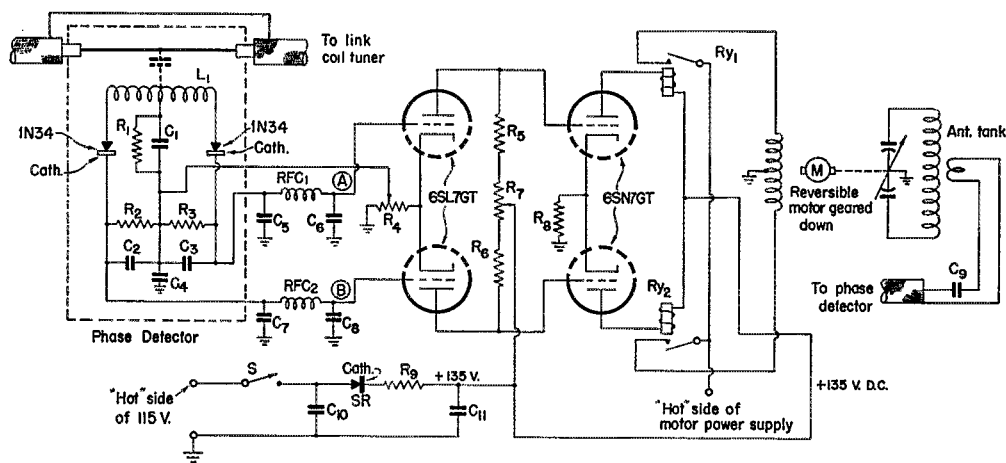 To link
coil tuner
L1
1N34
Cath.
R1
C1
1N34
Cath.
R2
R3
C2
C3
C4
Phase Detector
RFC1
A
C5
C6
R4
RFC2
B
C7
C8
6SL7GT
R5
R7
R6
6SN7GT
R8
Ry1
Ry2
M
Reversible
motor geared
down
Ant. tank
C9
To phase
detector
"Hot" side
of 115 V.
S
Cath.
SR
R9
+135 V.
C10
C11
"Hot" side of
motor power supply
+135 V. D.C.